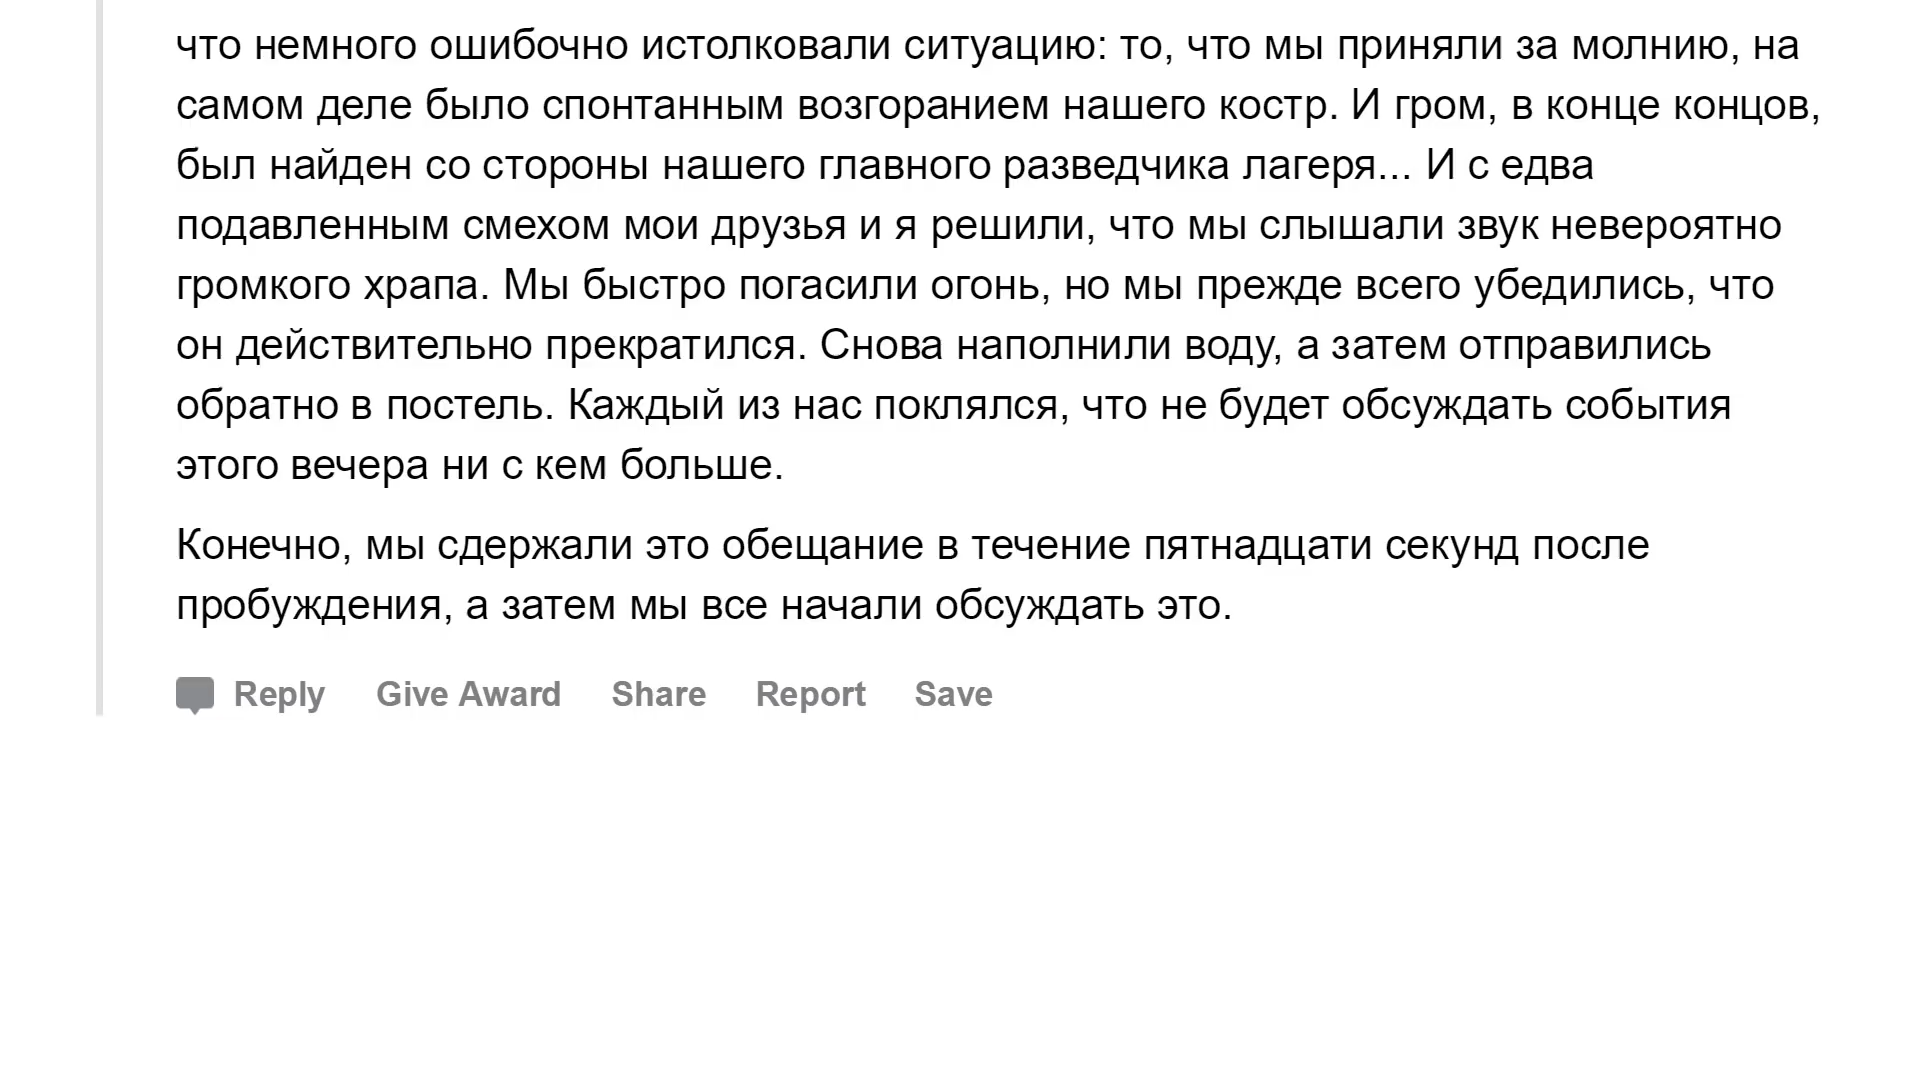 что немного ошибочно истолковали ситуацию: то, что мы приняли за молнию, на
самом деле было спонтанным возгоранием нашего костр. И гром, в конце концов,
был найден со стороны нашего главного разведчика лагеря... И с едва
подавленным смехом мои друзья и я решили, что мы слышали звук невероятно
громкого храпа. Мы быстро погасили огонь, но мы прежде всего убедились, что
он действительно прекратился. Снова наполнили воду, а затем отправились
обратно в постель. Каждый из нас поклялся, что не будет обсуждать события
этого вечера ни с кем больше.
Конечно, мы сдержали это обещание в течение пятнадцати секунд после
пробуждения, а затем мы все начали обсуждать это.
Reply Give Award Share Report Save